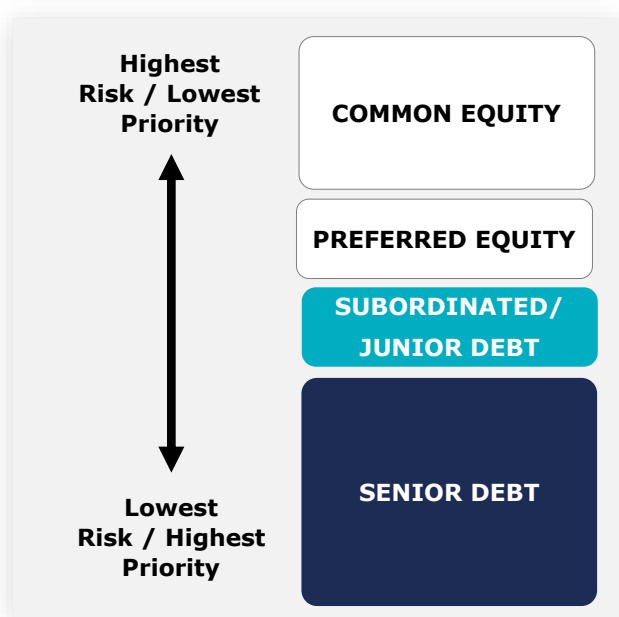 Highest
Risk / Lowest
Priority
COMMON EQUITY
PREFERRED EQUITY
SUBORDINATED/
JUNIOR DEBT
SENIOR DEBT
Lowest
Risk / Highest
Priority